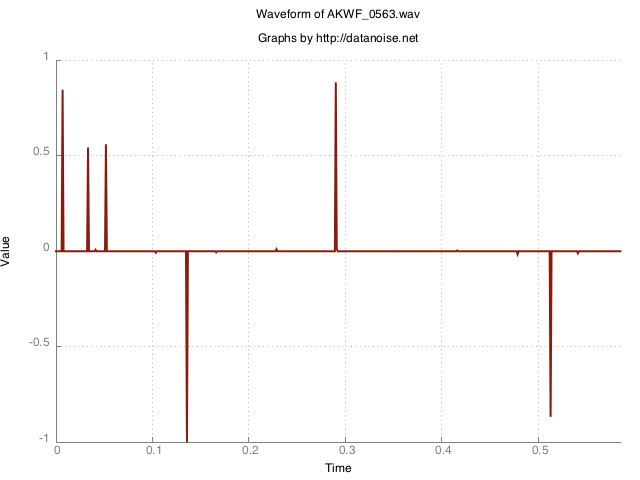 Waveform of AKWF_0563.wav
Graphs by http://datanoise.net
1
0.5
0
-0.5
-1
Value
0 0.1 0.2 0.3 0.4 0.5
Time